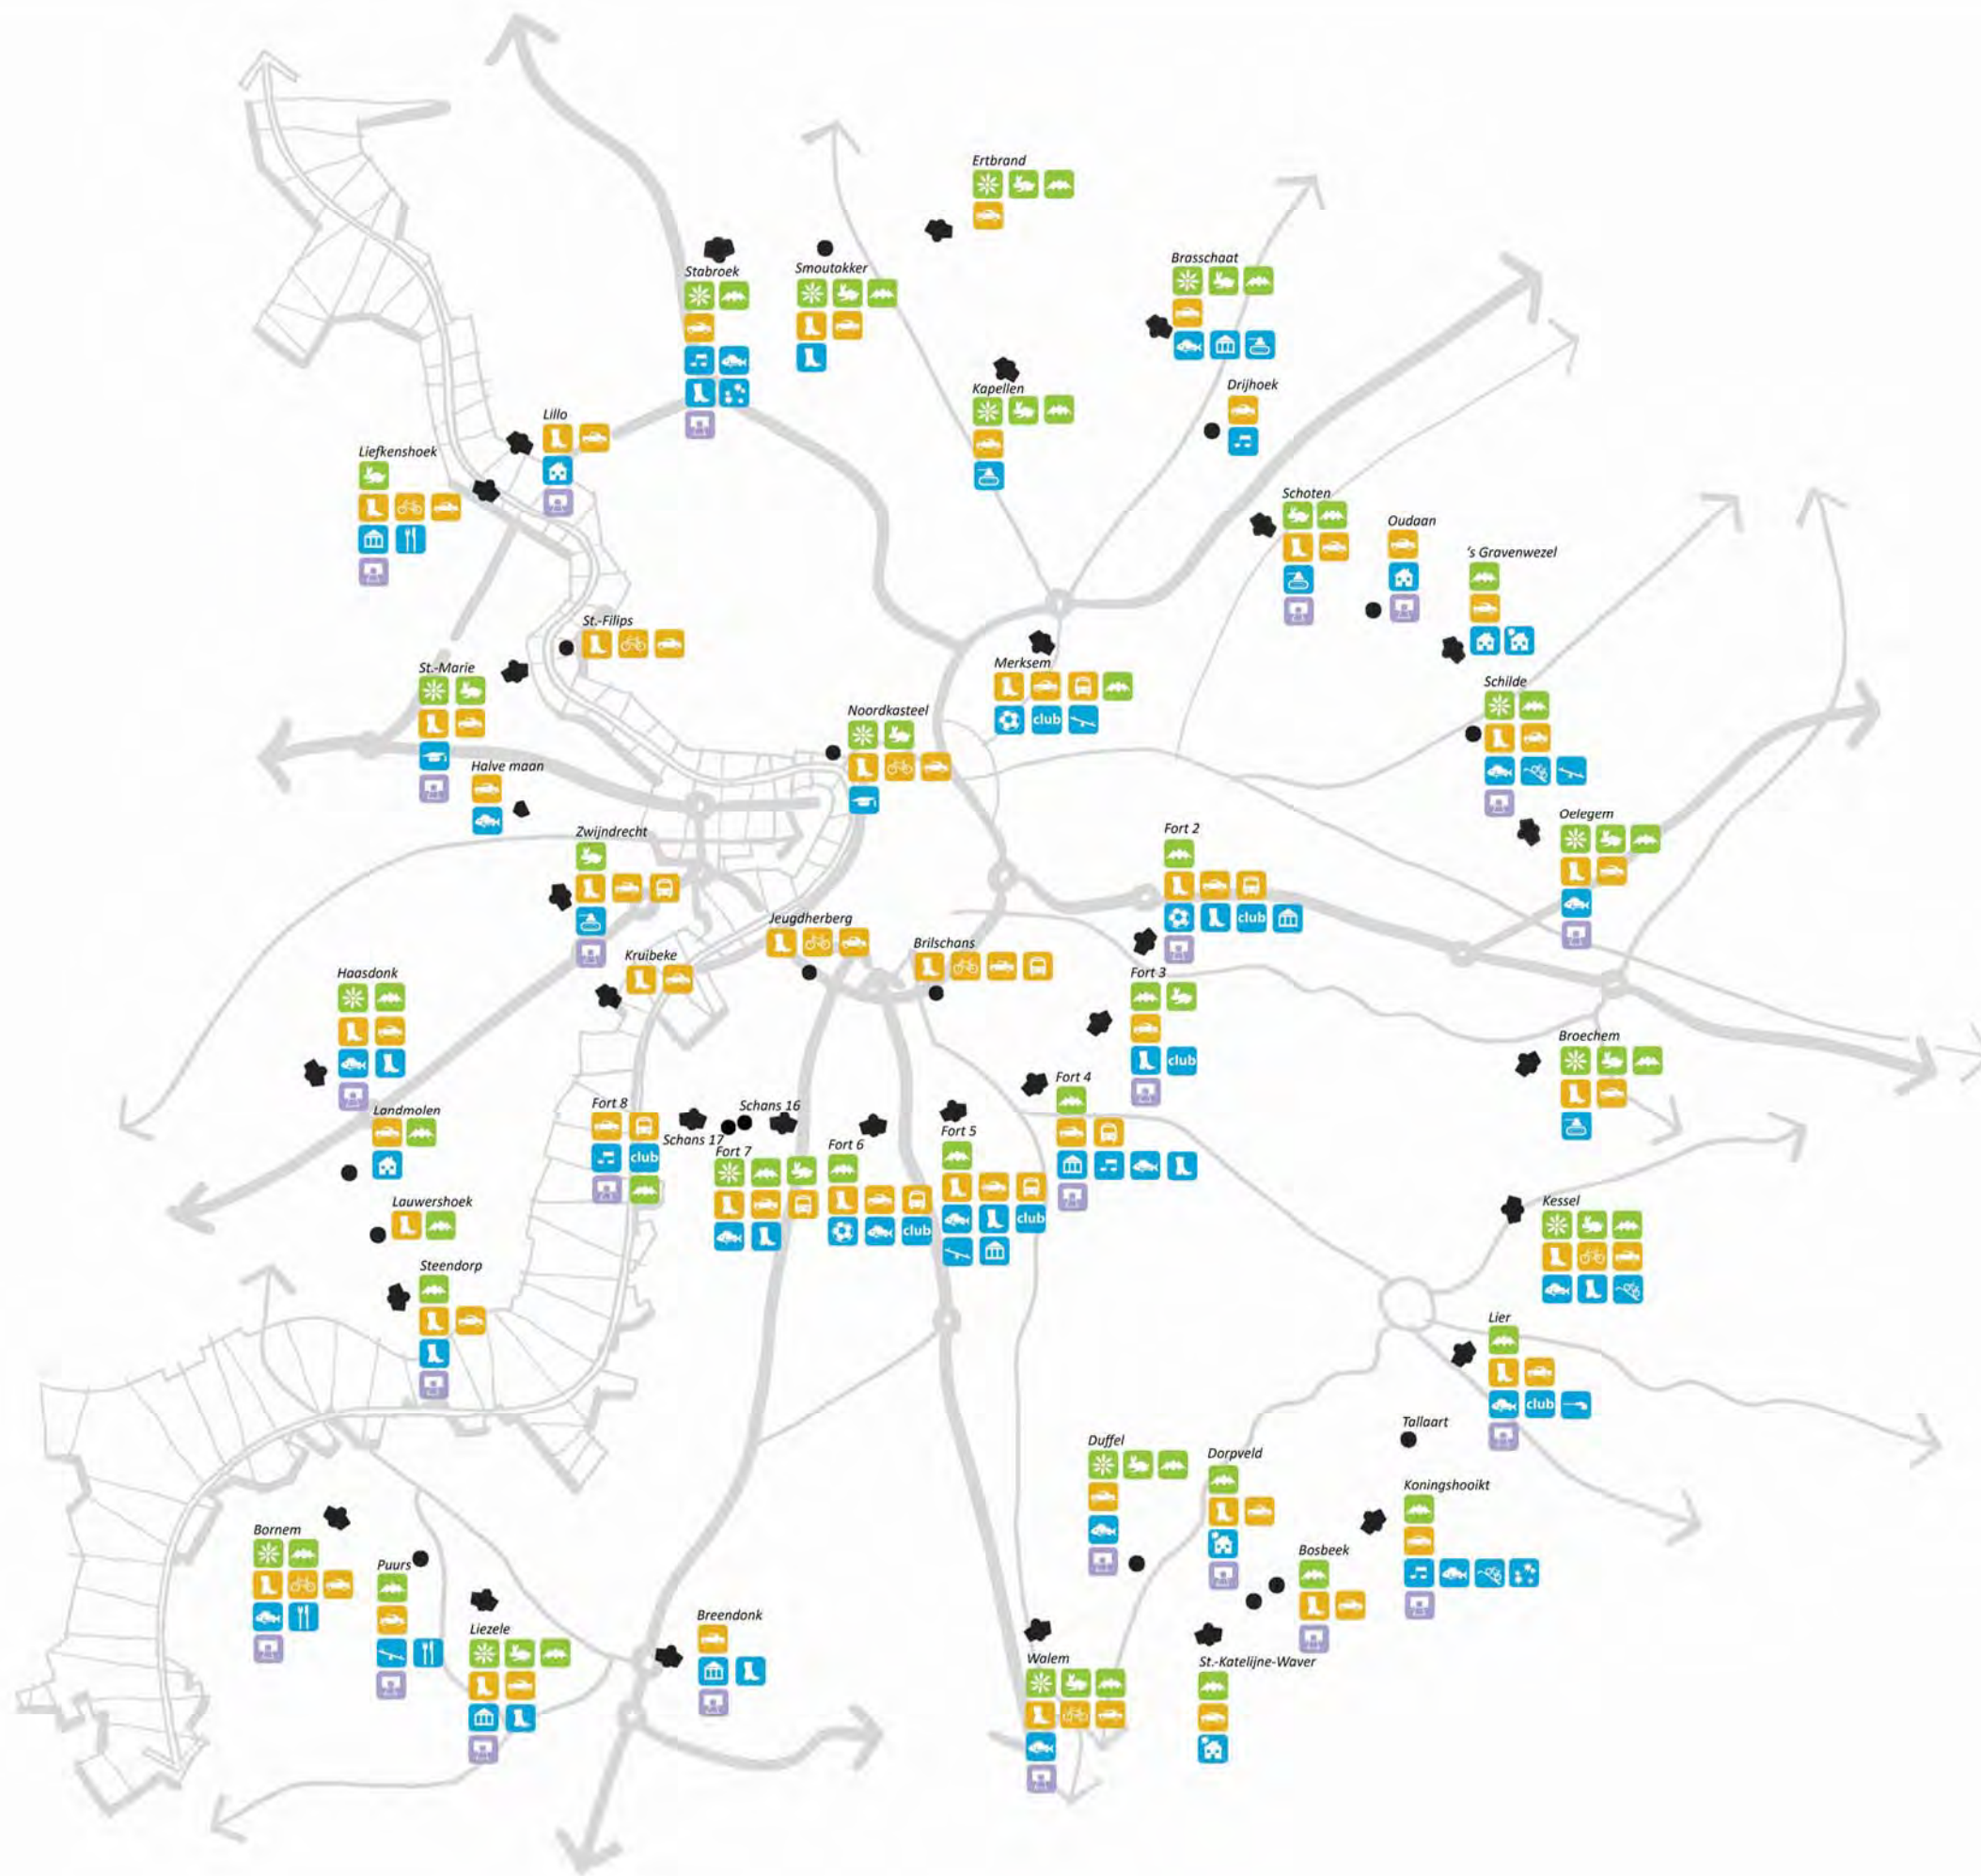 Ertbrand
Brasschaat
Stabroek
Smoutakker
Kapellen
Drijhoek
Lillo
Liefkenshoek
Schoten
Oudaan
's Gravenwezel
St.-Filips
St.-Marie
Merksem
club
Schilde
Noordkasteel
Halve maan
Oelegem
Zwijndrecht
Fort 2
club
Jeugdherberg
Brilschans
Kruibeke
Haasdonk
Fort 3
club
Broechem
Fort 4
Landmolen
Fort 8
club
Schans 16
Schans 17
Fort 7
Fort 6
club
Fort 5
club
Lauwershoek
Kessel
Steendorp
Lier
club
Tallaart
Duffel
Dorpveld
Koningshooikt
Bornem
Puurs
Bosbeek
Liezele
Breendonk
Walem
St.-Katelijne-Waver